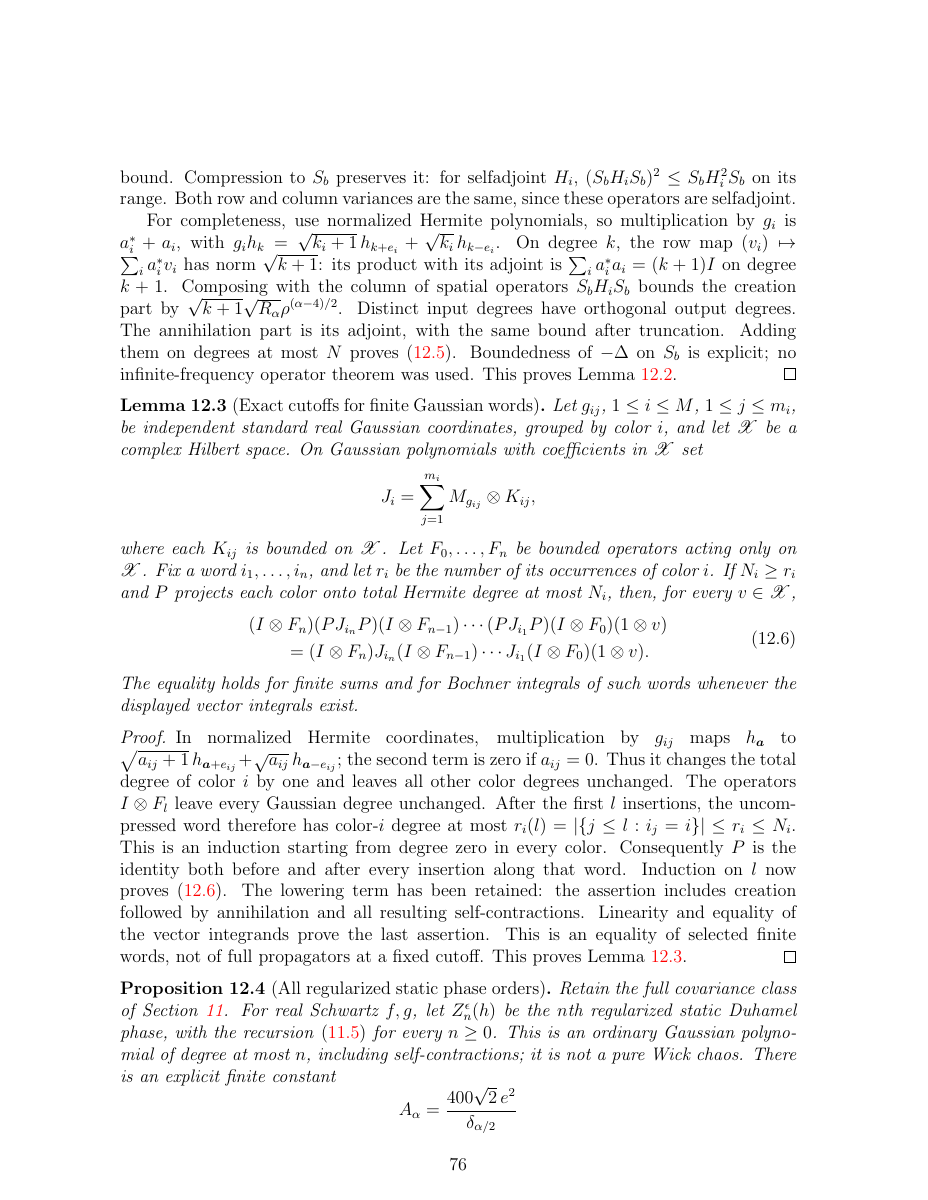 bound. Compression to S_b preserves it: for selfadjoint H_i, (S_bH_iS_b)^2 ≤ S_bH_i^2S_b on its
range. Both row and column variances are the same, since these operators are selfadjoint.
For completeness, use normalized Hermite polynomials, so multiplication by g_i is
a_i^* + a_i, with g_ih_k = √(k_i + 1) h_{k+e_i} + √k_i h_{k−e_i}. On degree k, the row map (v_i) ↦
∑_i a_i^*v_i has norm √(k + 1): its product with its adjoint is ∑_i a_i^*a_i = (k + 1)I on degree
k + 1. Composing with the column of spatial operators S_bH_iS_b bounds the creation
part by √(k + 1)√R_α ρ^{(α−4)/2}. Distinct input degrees have orthogonal output degrees.
The annihilation part is its adjoint, with the same bound after truncation. Adding
them on degrees at most N proves (12.5). Boundedness of −Δ on S_b is explicit; no
infinite-frequency operator theorem was used. This proves Lemma 12.2. □
Lemma 12.3 (Exact cutoffs for finite Gaussian words). Let g_{ij}, 1 ≤ i ≤ M, 1 ≤ j ≤ m_i,
be independent standard real Gaussian coordinates, grouped by color i, and let 𝒳 be a
complex Hilbert space. On Gaussian polynomials with coefficients in 𝒳 set
J_i = ∑_{j=1}^{m_i} M_{g_{ij}} ⊗ K_{ij},
where each K_{ij} is bounded on 𝒳. Let F_0, . . . , F_n be bounded operators acting only on
𝒳. Fix a word i_1, . . . , i_n, and let r_i be the number of its occurrences of color i. If N_i ≥ r_i
and P projects each color onto total Hermite degree at most N_i, then, for every v ∈ 𝒳,
(I ⊗ F_n)(PJ_{i_n}P)(I ⊗ F_{n−1}) · · · (PJ_{i_1}P)(I ⊗ F_0)(1 ⊗ v)
= (I ⊗ F_n)J_{i_n}(I ⊗ F_{n−1}) · · · J_{i_1}(I ⊗ F_0)(1 ⊗ v). (12.6)
The equality holds for finite sums and for Bochner integrals of such words whenever the
displayed vector integrals exist.
Proof. In normalized Hermite coordinates, multiplication by g_{ij} maps h_𝒂 to
√(a_{ij} + 1) h_{𝒂+e_{ij}} + √a_{ij} h_{𝒂−e_{ij}}; the second term is zero if a_{ij} = 0. Thus it changes the total
degree of color i by one and leaves all other color degrees unchanged. The operators
I ⊗ F_l leave every Gaussian degree unchanged. After the first l insertions, the uncom-
pressed word therefore has color-i degree at most r_i(l) = |{j ≤ l : i_j = i}| ≤ r_i ≤ N_i.
This is an induction starting from degree zero in every color. Consequently P is the
identity both before and after every insertion along that word. Induction on l now
proves (12.6). The lowering term has been retained: the assertion includes creation
followed by annihilation and all resulting self-contractions. Linearity and equality of
the vector integrands prove the last assertion. This is an equality of selected finite
words, not of full propagators at a fixed cutoff. This proves Lemma 12.3. □
Proposition 12.4 (All regularized static phase orders). Retain the full covariance class
of Section 11. For real Schwartz f, g, let Z_n^ϵ(h) be the nth regularized static Duhamel
phase, with the recursion (11.5) for every n ≥ 0. This is an ordinary Gaussian polyno-
mial of degree at most n, including self-contractions; it is not a pure Wick chaos. There
is an explicit finite constant
A_α = 400√2 e^2 / δ_{α/2}
76